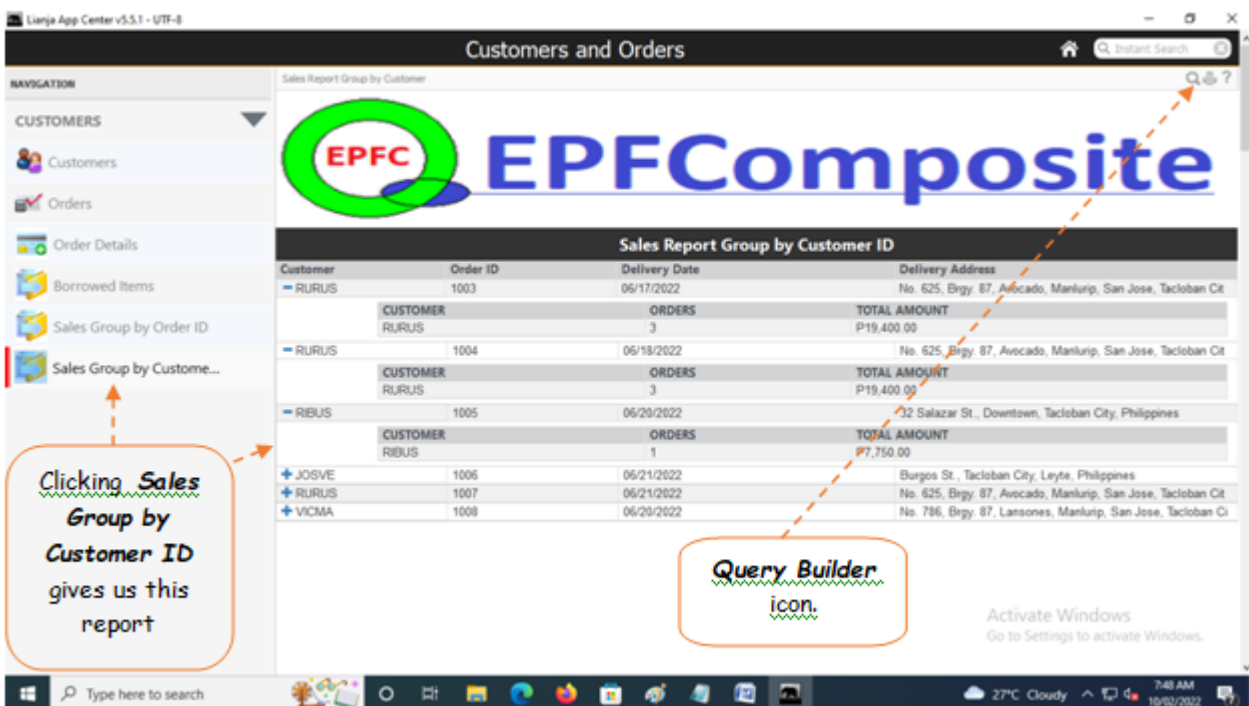 Lianja App Center v5.5.1 - UTF-8
Customers and Orders
Instant Search
NAVIGATION
Sales Report Group by Customer
?
CUSTOMERS
Customers
Orders
Order Details
Borrowed Items
Sales Group by Order ID
Sales Group by Custome...
EPFC
EPFComposite
Sales Report Group by Customer ID
Customer Order ID Delivery Date Delivery Address
RURUS 1003 06/17/2022 No. 625, Brgy. 87, Avocado, Manlurip, San Jose, Tacloban Cit
CUSTOMER ORDERS TOTAL AMOUNT
RURUS 3 P19,400.00
RURUS 1004 06/18/2022 No. 625, Brgy. 87, Avocado, Manlurip, San Jose, Tacloban Cit
CUSTOMER ORDERS TOTAL AMOUNT
RURUS 3 P19,400.00
RIBUS 1005 06/20/2022 32 Salazar St., Downtown, Tacloban City, Philippines
CUSTOMER ORDERS TOTAL AMOUNT
RIBUS 1 P7,750.00
JOSVE 1006 06/21/2022 Burgos St., Tacloban City, Leyte, Philippines
RURUS 1007 06/21/2022 No. 625, Brgy. 87, Avocado, Manlurip, San Jose, Tacloban Cit
VICMA 1008 06/20/2022 No. 786, Brgy. 87, Lansones, Manlurip, San Jose, Tacloban Ci
Clicking Sales
Group by
Customer ID
gives us this
report
Query Builder
icon.
Activate Windows
Go to Settings to activate Windows.
Type here to search
27°C Cloudy
7:48 AM
10/02/2022